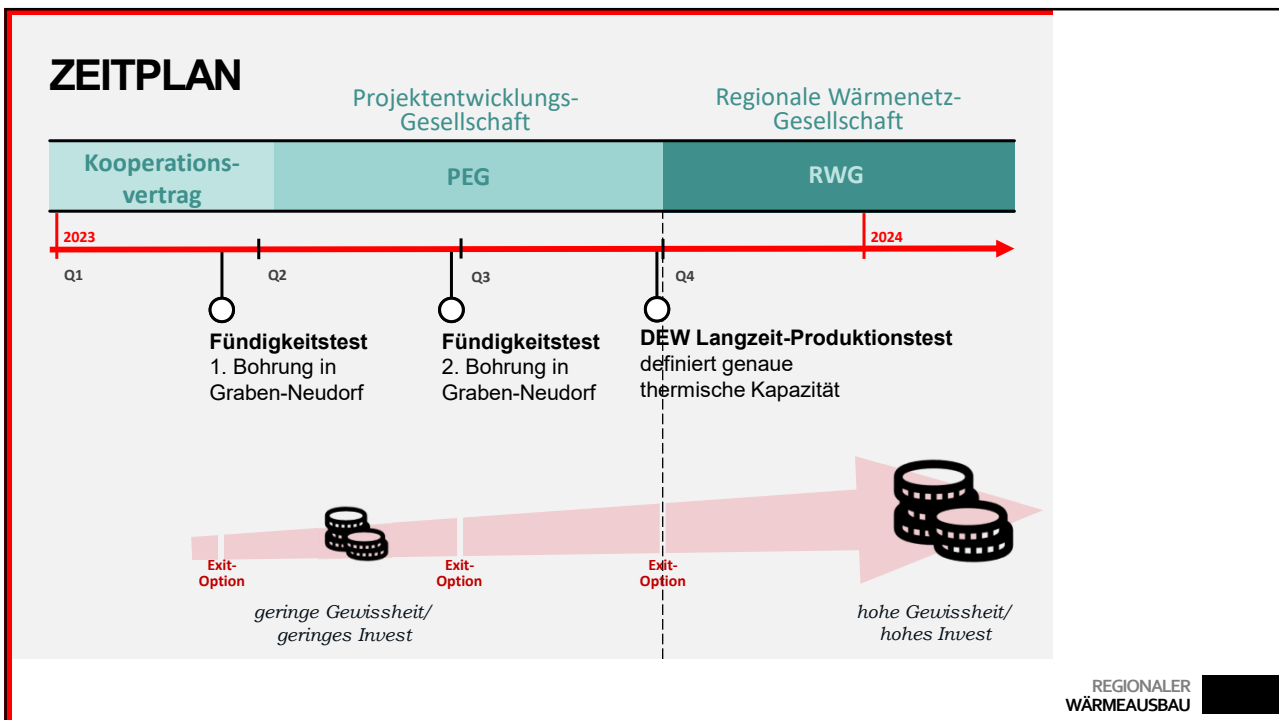 ZEITPLAN
Projektentwicklungs-
Gesellschaft
Regionale Wärmenetz-
Gesellschaft
Kooperations-
vertrag
PEG
RWG
2023
2024
Q1
Q2
Q3
Q4
Fündigkeitstest
1. Bohrung in
Graben-Neudorf
Fündigkeitstest
2. Bohrung in
Graben-Neudorf
DEW Langzeit-Produktionstest
definiert genaue
thermische Kapazität
Exit-
Option
Exit-
Option
Exit-
Option
geringe Gewissheit/
geringes Invest
hohe Gewissheit/
hohes Invest
REGIONALER
WÄRMEAUSBAU